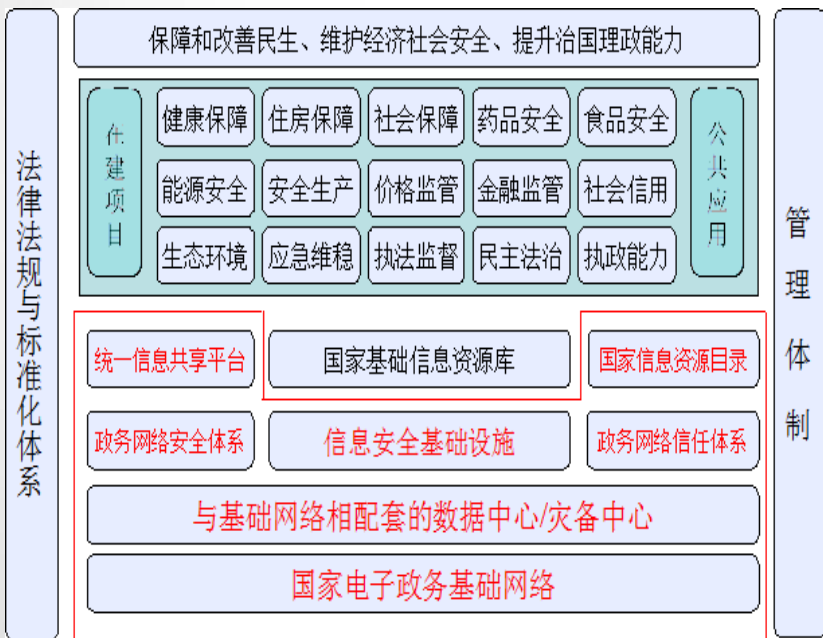 保障和改善民生、维护经济社会安全、提升治国理政能力
法律法规与标准化体系
在建项目
健康保障 住房保障 社会保障 药品安全 食品安全
能源安全 安全生产 价格监管 金融监管 社会信用
生态环境 应急维稳 执法监督 民主法治 执政能力
公共应用
管理体制
统一信息共享平台 国家基础信息资源库 国家信息资源目录
政务网络安全体系 信息安全基础设施 政务网络信任体系
与基础网络相配套的数据中心/灾备中心
国家电子政务基础网络